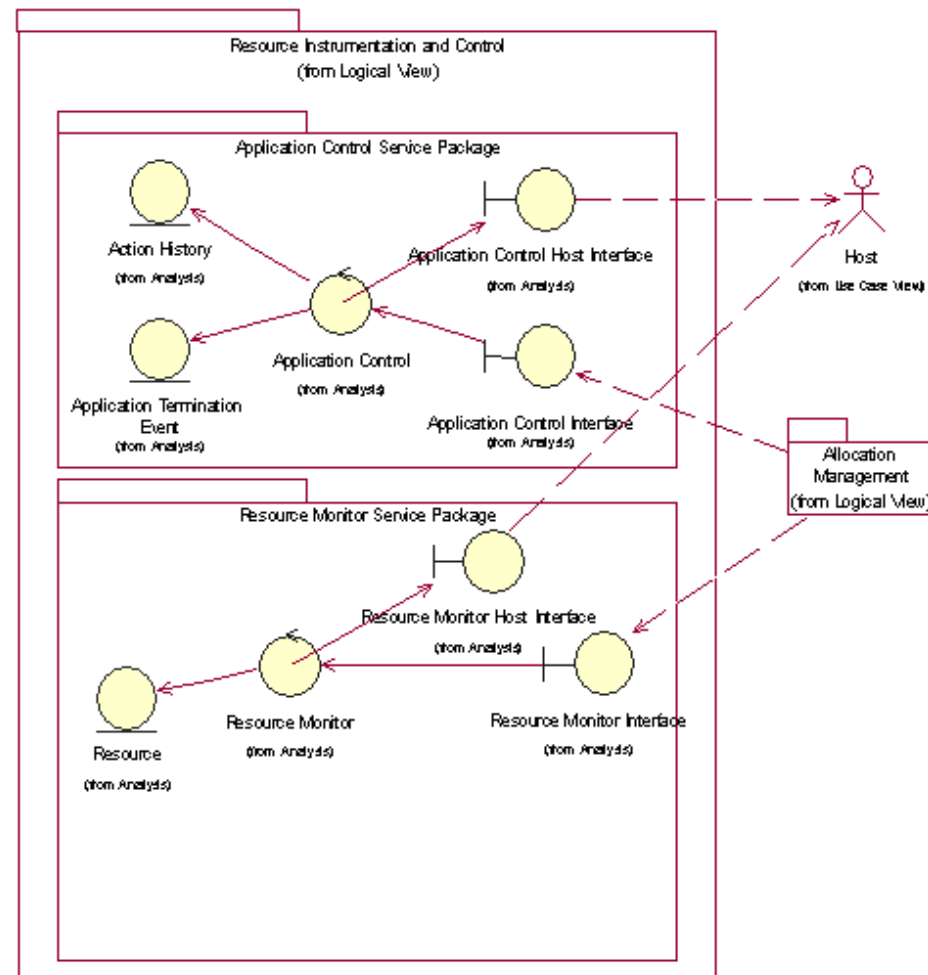 Resource Instrumentation and Control
(from Logical View)
Application Control Service Package
Action History
(from Analysis)
Application Control Host Interface
(from Analysis)
Host
(from Use Case View)
Application Control
(from Analysis)
Application Termination
Event
(from Analysis)
Application Control Interface
(from Analysis)
Allocation
Management
(from Logical View)
Resource Monitor Service Package
Resource Monitor Host Interface
(from Analysis)
Resource Monitor
(from Analysis)
Resource Monitor Interface
(from Analysis)
Resource
(from Analysis)